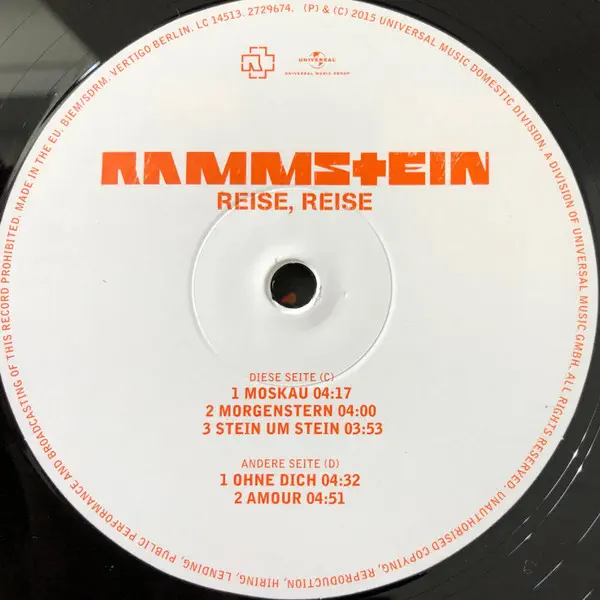 MADE IN THE EU. BIEM/SDRM. VERTIGO BERLIN. LC 14513. 2729674. (P) & (C) 2015 UNIVERSAL MUSIC DOMESTIC DIVISION, A DIVISION OF UNIVERSAL MUSIC GMBH. ALL RIGHTS RESERVED. UNAUTHORISED COPYING, REPRODUCTION, HIRING, LENDING, PUBLIC PERFORMANCE AND BROADCASTING OF THIS RECORD PROHIBITED.
UNIVERSAL
UNIVERSAL MUSIC GROUP
RAMMSTEIN
REISE, REISE
DIESE SEITE (C)
1 MOSKAU 04:17
2 MORGENSTERN 04:00
3 STEIN UM STEIN 03:53
ANDERE SEITE (D)
1 OHNE DICH 04:32
2 AMOUR 04:51